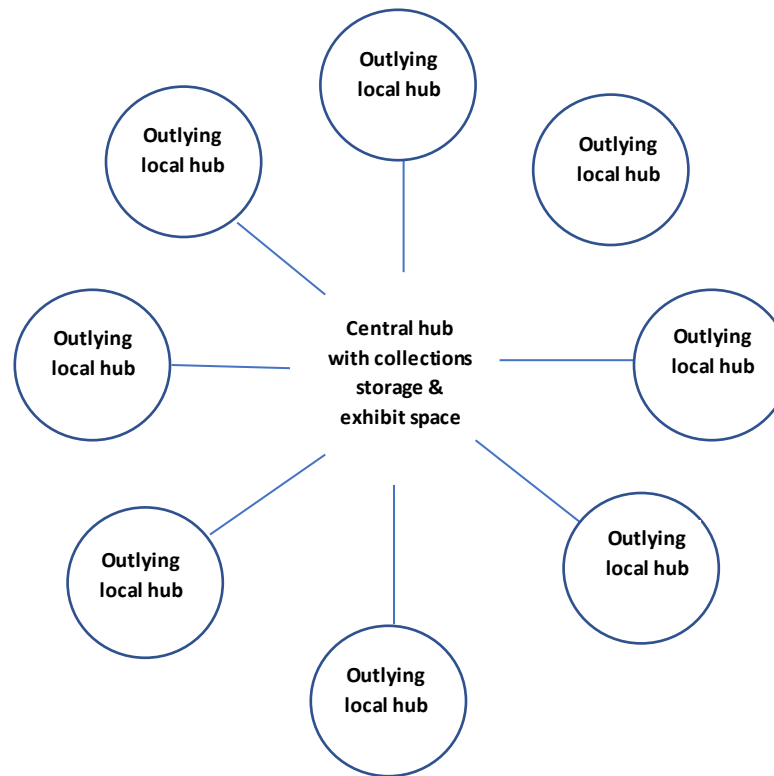 Outlying
local hub
Outlying
local hub
Outlying
local hub
Outlying
local hub
Central hub
with collections
storage &
exhibit space
Outlying
local hub
Outlying
local hub
Outlying
local hub
Outlying
local hub